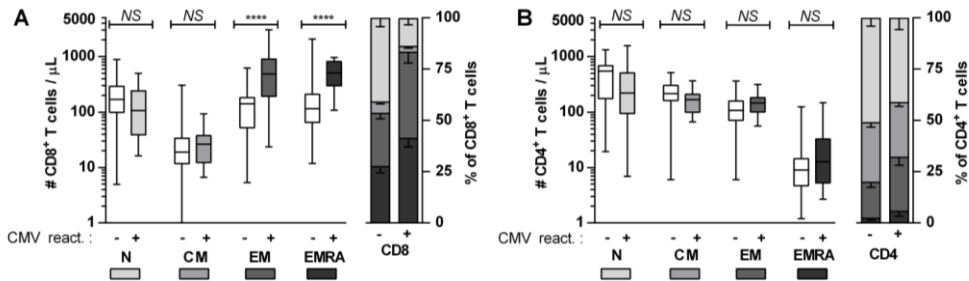 A
NS NS **** ****
5000
1000
100
10
1
# CD8+ T cells / µL
CMV react. : - + - + - + - +
N CM EM EMRA
100
75
50
25
0
% of CD8+ T cells
- +
CD8
B
NS NS NS NS
5000
1000
100
10
1
# CD4+ T cells / µL
CMV react. : - + - + - + - +
N CM EM EMRA
100
75
50
25
0
% of CD4+ T cells
- +
CD4